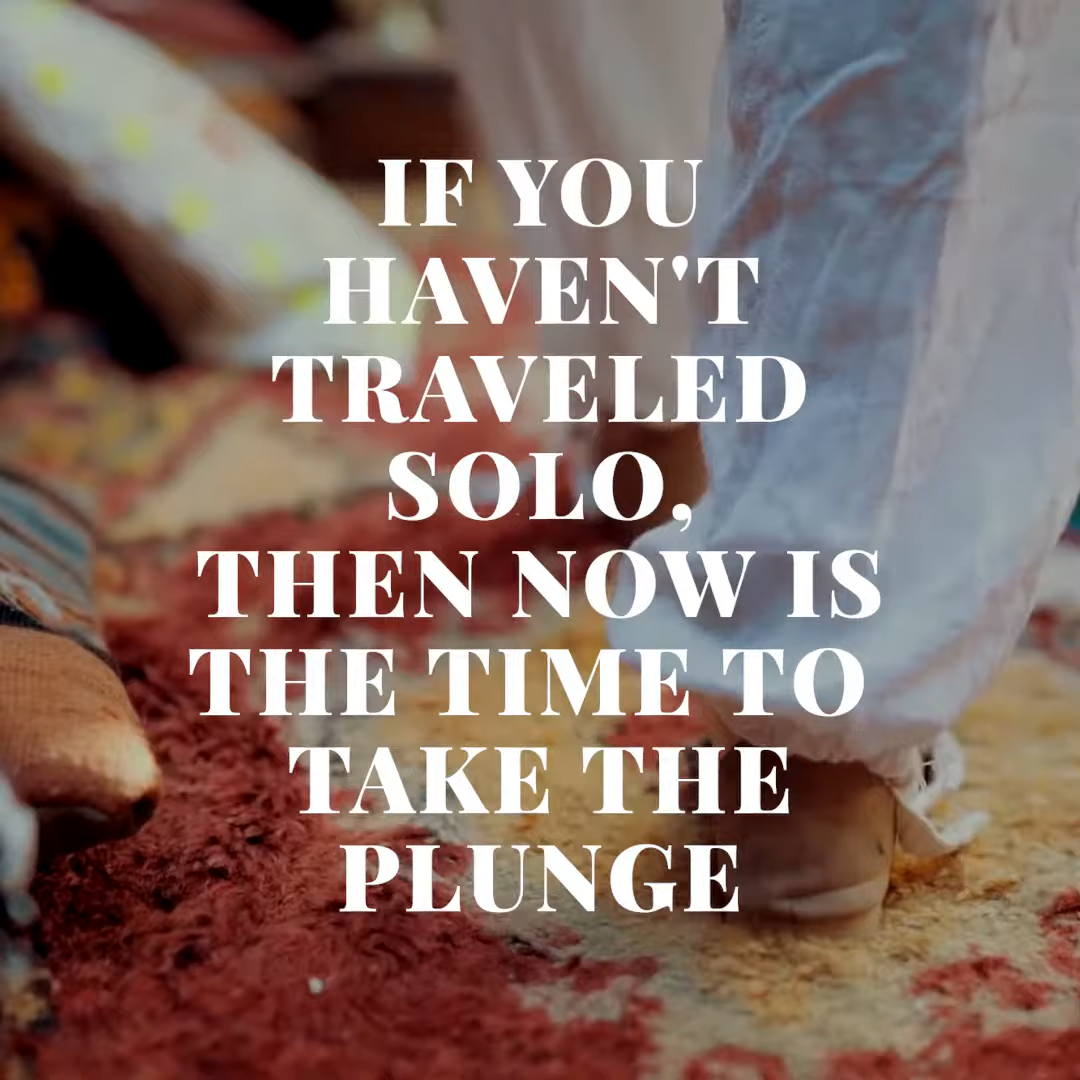 IF YOU
HAVEN'T
TRAVELED
SOLO,
THEN NOW IS
THE TIME TO
TAKE THE
PLUNGE